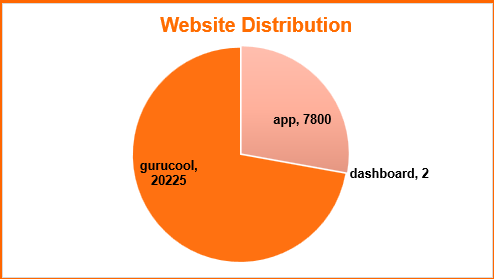 Website Distribution
app, 7800
dashboard, 2
gurucool,
20225